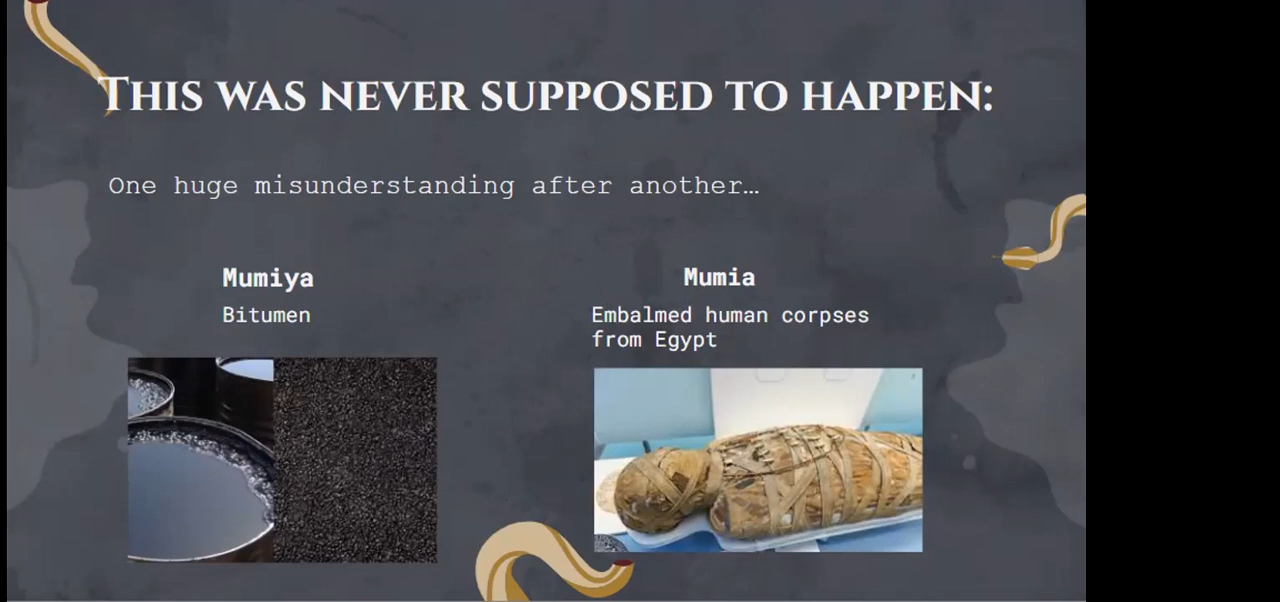 This was never supposed to happen:
One huge misunderstanding after another…
Mumiya
Bitumen
Mumia
Embalmed human corpses
from Egypt